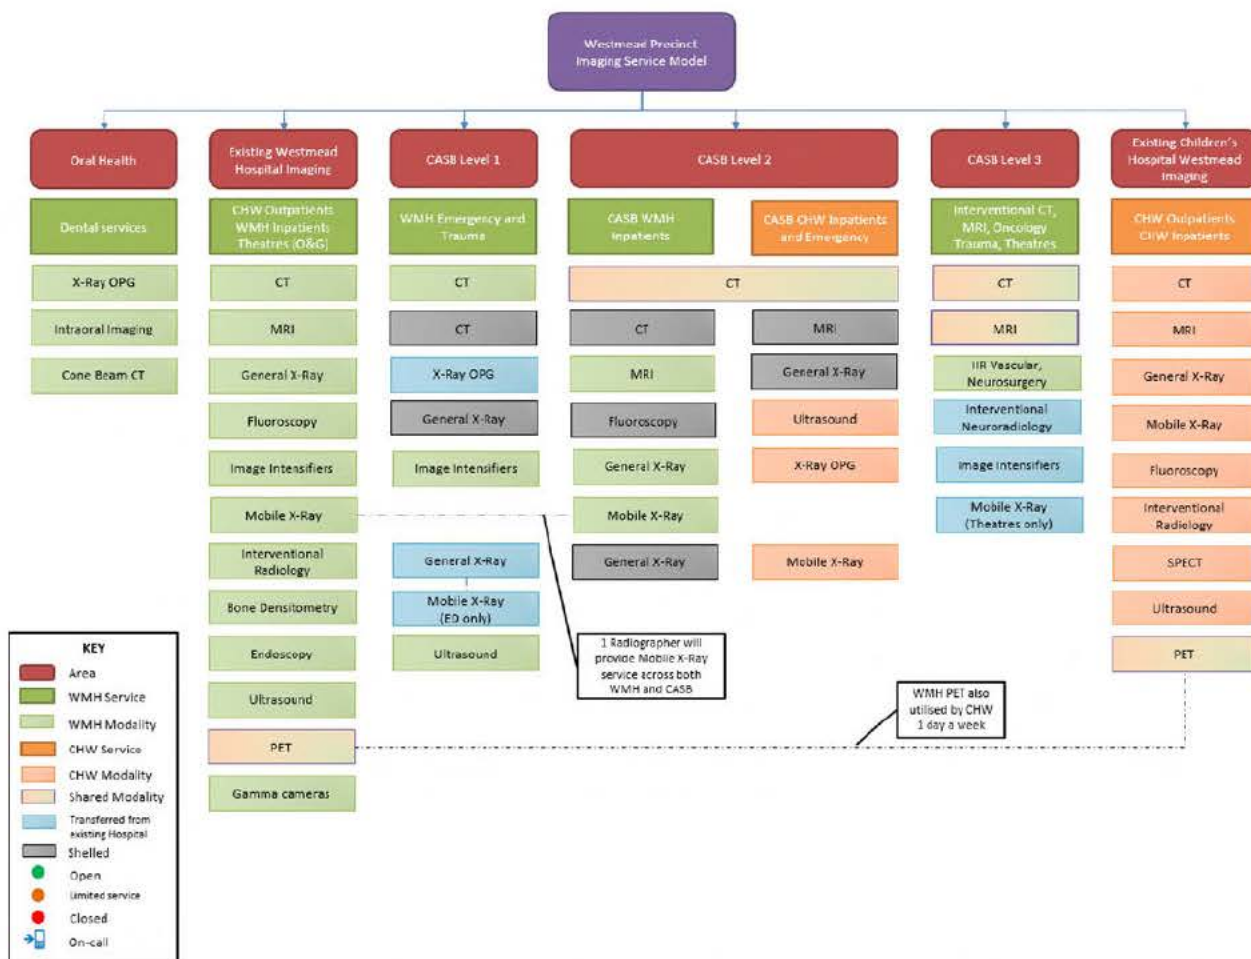 Westmead Precinct
Imaging Service Model
Oral Health
Existing Westmead
Hospital Imaging
CASB Level 1
CASB Level 2
CASB Level 3
Existing Children's
Hospital Westmead
Imaging
Dental services
CHW Outpatients
WMH Inpatients
Theatres (O&G)
WMH Emergency and
Trauma
CASB WMH
Inpatients
CASB CHW Inpatients
and Emergency
Interventional CT,
MRI, Oncology
Trauma, Theatres
CHW Outpatients
CHW Inpatients
X-Ray OPG
CT
CT
CT
CT
CT
Intraoral Imaging
MRI
CT
CT
MRI
MRI
MRI
Cone Beam CT
General X-Ray
X-Ray OPG
MRI
General X-Ray
IIR Vascular,
Neurosurgery
General X-Ray
Fluoroscopy
General X-Ray
Fluoroscopy
Ultrasound
Interventional
Neuroradiology
Mobile X-Ray
Image Intensifiers
Image Intensifiers
General X-Ray
X-Ray OPG
Image Intensifiers
Fluoroscopy
Mobile X-Ray
Mobile X-Ray
Mobile X-Ray
(Theatres only)
Interventional
Radiology
Interventional
Radiology
General X-Ray
General X-Ray
Mobile X-Ray
SPECT
Bone Densitometry
Mobile X-Ray
(ED only)
Ultrasound
Endoscopy
Ultrasound
1 Radiographer will
provide Mobile X-Ray
service across both
WMH and CASB
PET
Ultrasound
WMH PET also
utilised by CHW
1 day a week
PET
Gamma cameras
KEY
Area
WMH Service
WMH Modality
CHW Service
CHW Modality
Shared Modality
Transferred from
existing Hospital
Shelled
Open
Limited service
Closed
On-call